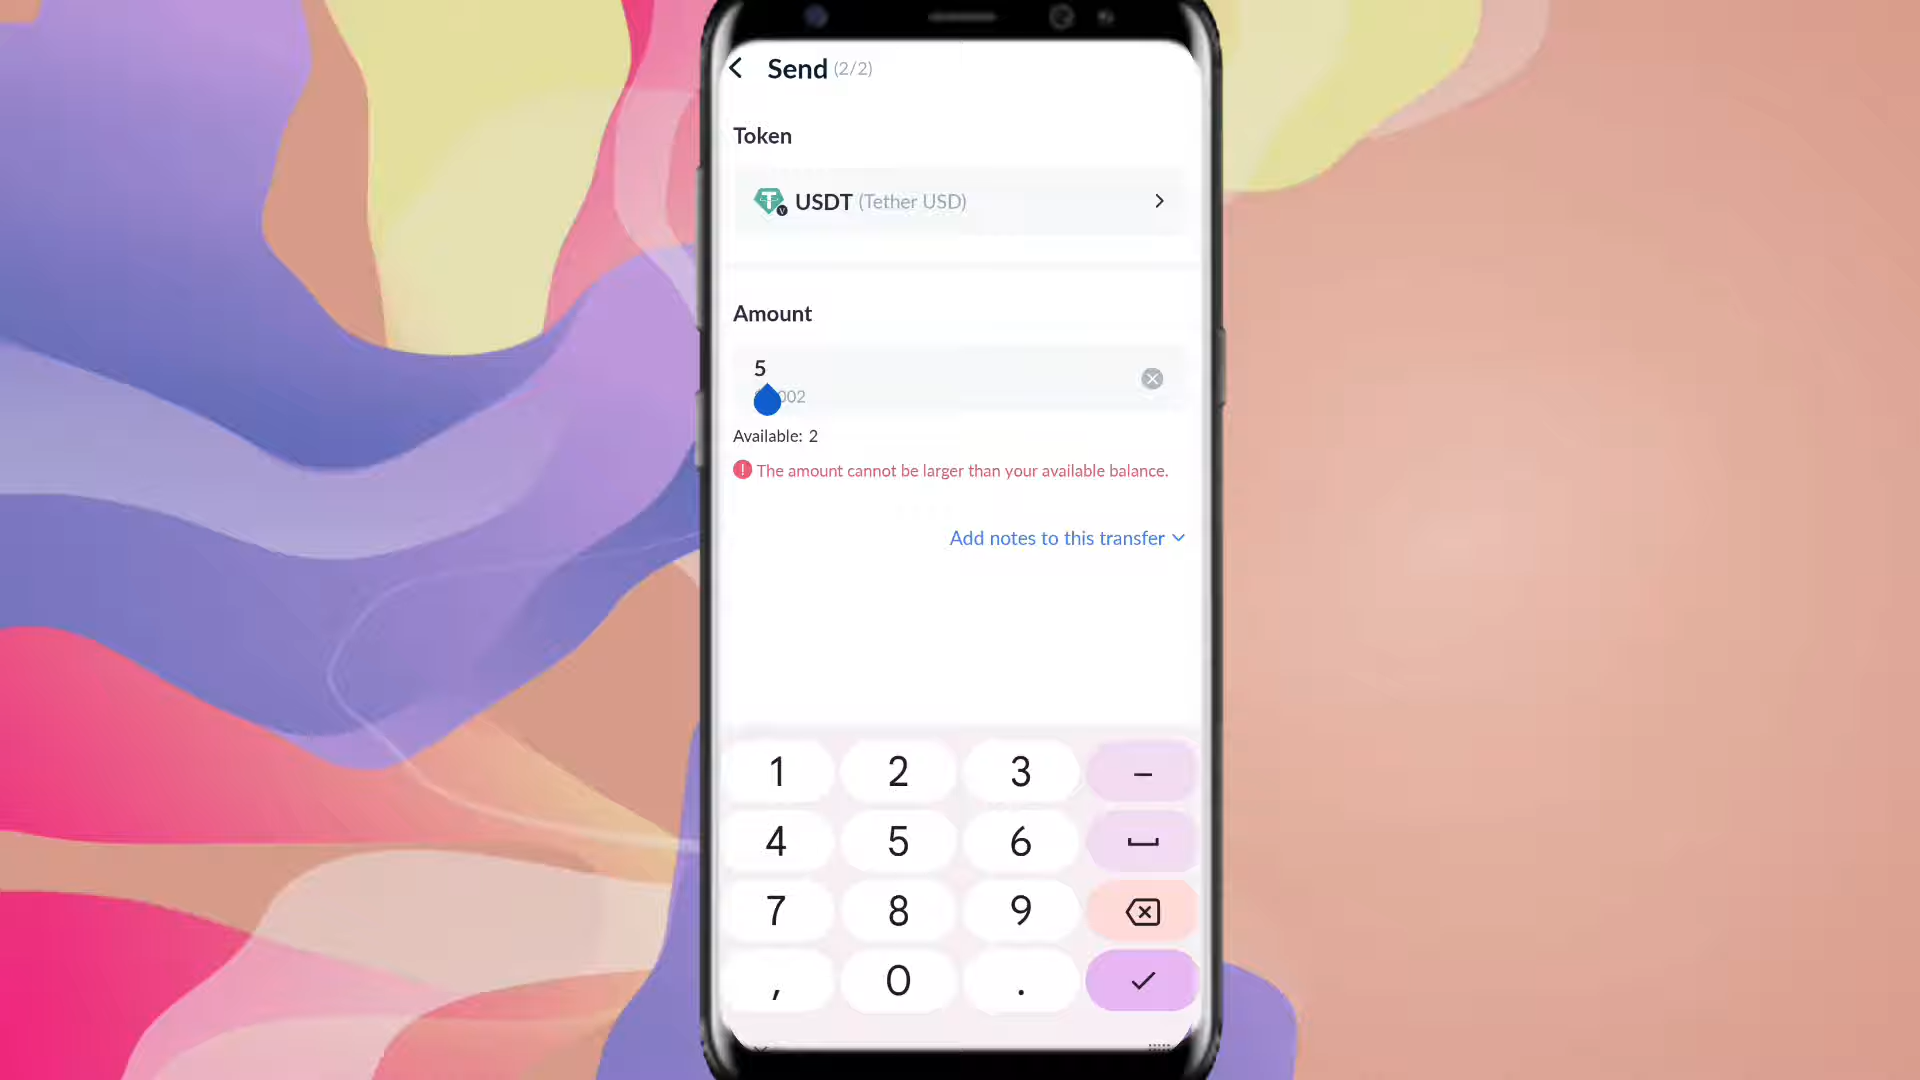 Send (2/2)
Token
USDT (Tether USD)
Amount
5
002
Available: 2
The amount cannot be larger than your available balance.
Add notes to this transfer
1 2 3 –
4 5 6
7 8 9
, 0 .